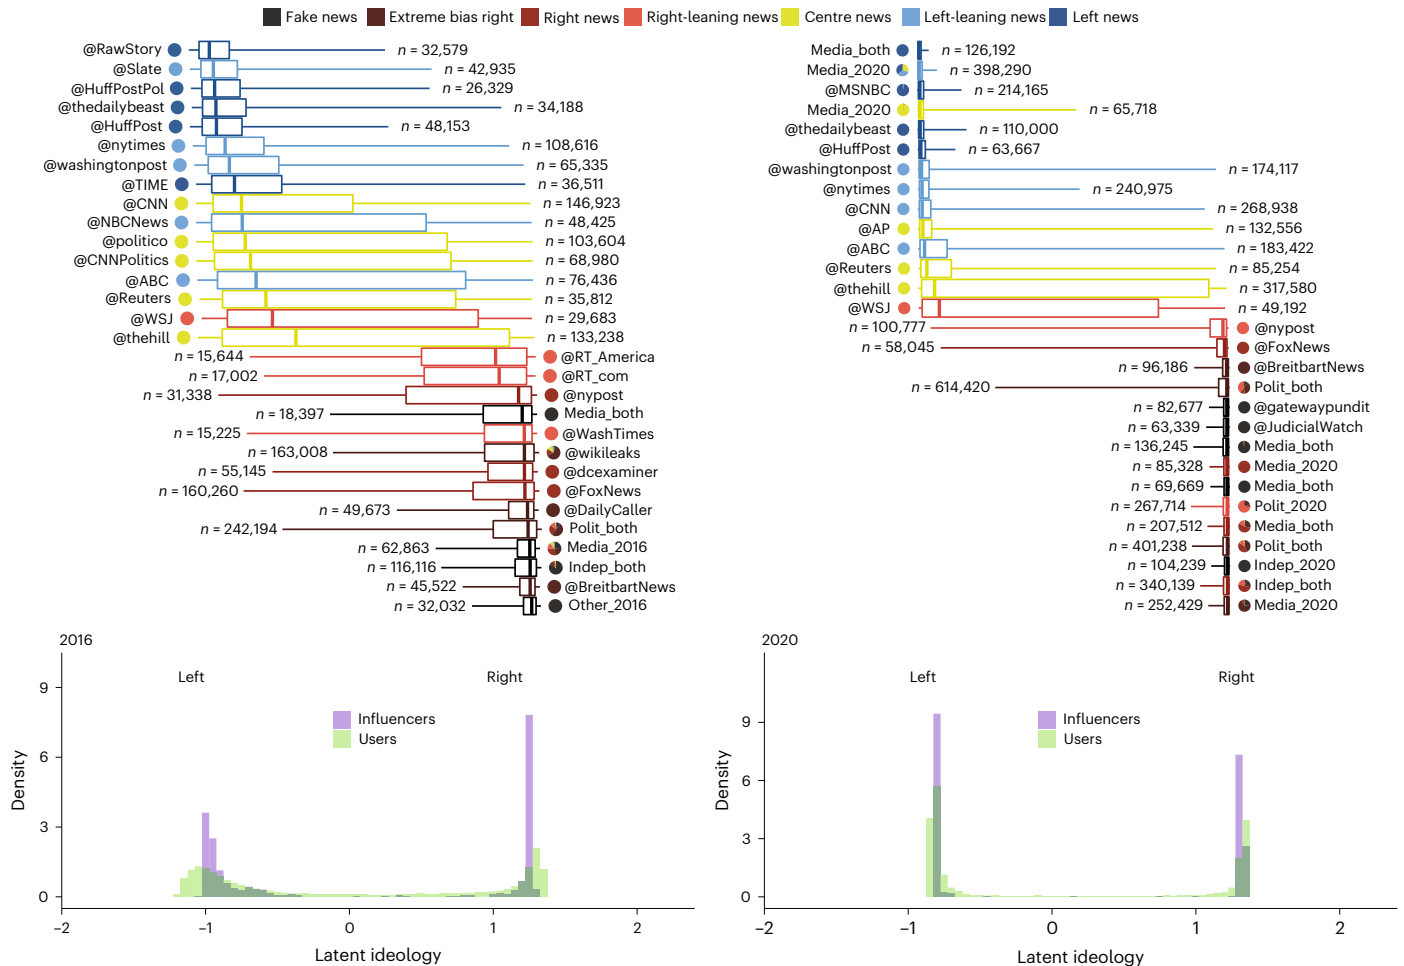 Fake news
Extreme bias right
Right news
Right-leaning news
Centre news
Left-leaning news
Left news
@RawStory n = 32,579
@Slate n = 42,935
@HuffPostPol n = 26,329
@thedailybeast n = 34,188
@HuffPost n = 48,153
@nytimes n = 108,616
@washingtonpost n = 65,335
@TIME n = 36,511
@CNN n = 146,923
@NBCNews n = 48,425
@politico n = 103,604
@CNNPolitics n = 68,980
@ABC n = 76,436
@Reuters n = 35,812
@WSJ n = 29,683
@thehill n = 133,238
n = 15,644 @RT_America
n = 17,002 @RT_com
n = 31,338 @nypost
n = 18,397 Media_both
n = 15,225 @WashTimes
n = 163,008 @wikileaks
n = 55,145 @dcexaminer
n = 160,260 @FoxNews
n = 49,673 @DailyCaller
n = 242,194 Polit_both
n = 62,863 Media_2016
n = 116,116 Indep_both
n = 45,522 @BreitbartNews
n = 32,032 Other_2016
Media_both n = 126,192
Media_2020 n = 398,290
@MSNBC n = 214,165
Media_2020 n = 65,718
@thedailybeast n = 110,000
@HuffPost n = 63,667
@washingtonpost n = 174,117
@nytimes n = 240,975
@CNN n = 268,938
@AP n = 132,556
@ABC n = 183,422
@Reuters n = 85,254
@thehill n = 317,580
@WSJ n = 49,192
n = 100,777 @nypost
n = 58,045 @FoxNews
n = 96,186 @BreitbartNews
n = 614,420 Polit_both
n = 82,677 @gatewaypundit
n = 63,339 @JudicialWatch
n = 136,245 Media_both
n = 85,328 Media_2020
n = 69,669 Media_both
n = 267,714 Polit_2020
n = 207,512 Media_both
n = 401,238 Polit_both
n = 104,239 Indep_2020
n = 340,139 Indep_both
n = 252,429 Media_2020
2016
Left
Right
Influencers
Users
Density
9
6
3
0
−2 −1 0 1 2
Latent ideology
2020
Left
Right
Influencers
Users
Density
9
6
3
0
−2 −1 0 1 2
Latent ideology